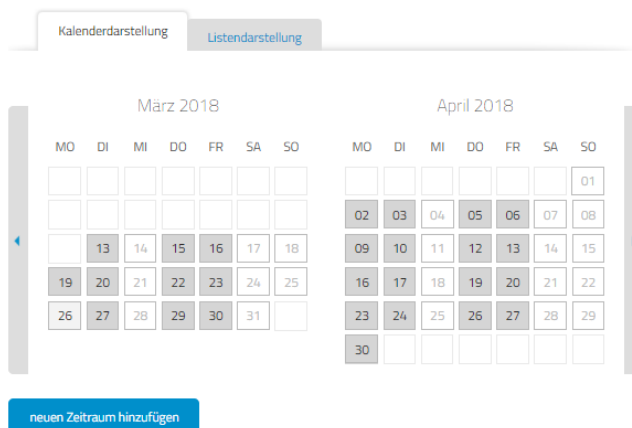 Kalenderdarstellung Listendarstellung
März 2018 April 2018
MO DI MI DO FR SA SO MO DI MI DO FR SA SO
01
02 03 04 05 06 07 08
13 14 15 16 17 18 09 10 11 12 13 14 15
19 20 21 22 23 24 25 16 17 18 19 20 21 22
26 27 28 29 30 31 23 24 25 26 27 28 29
30
neuen Zeitraum hinzufügen